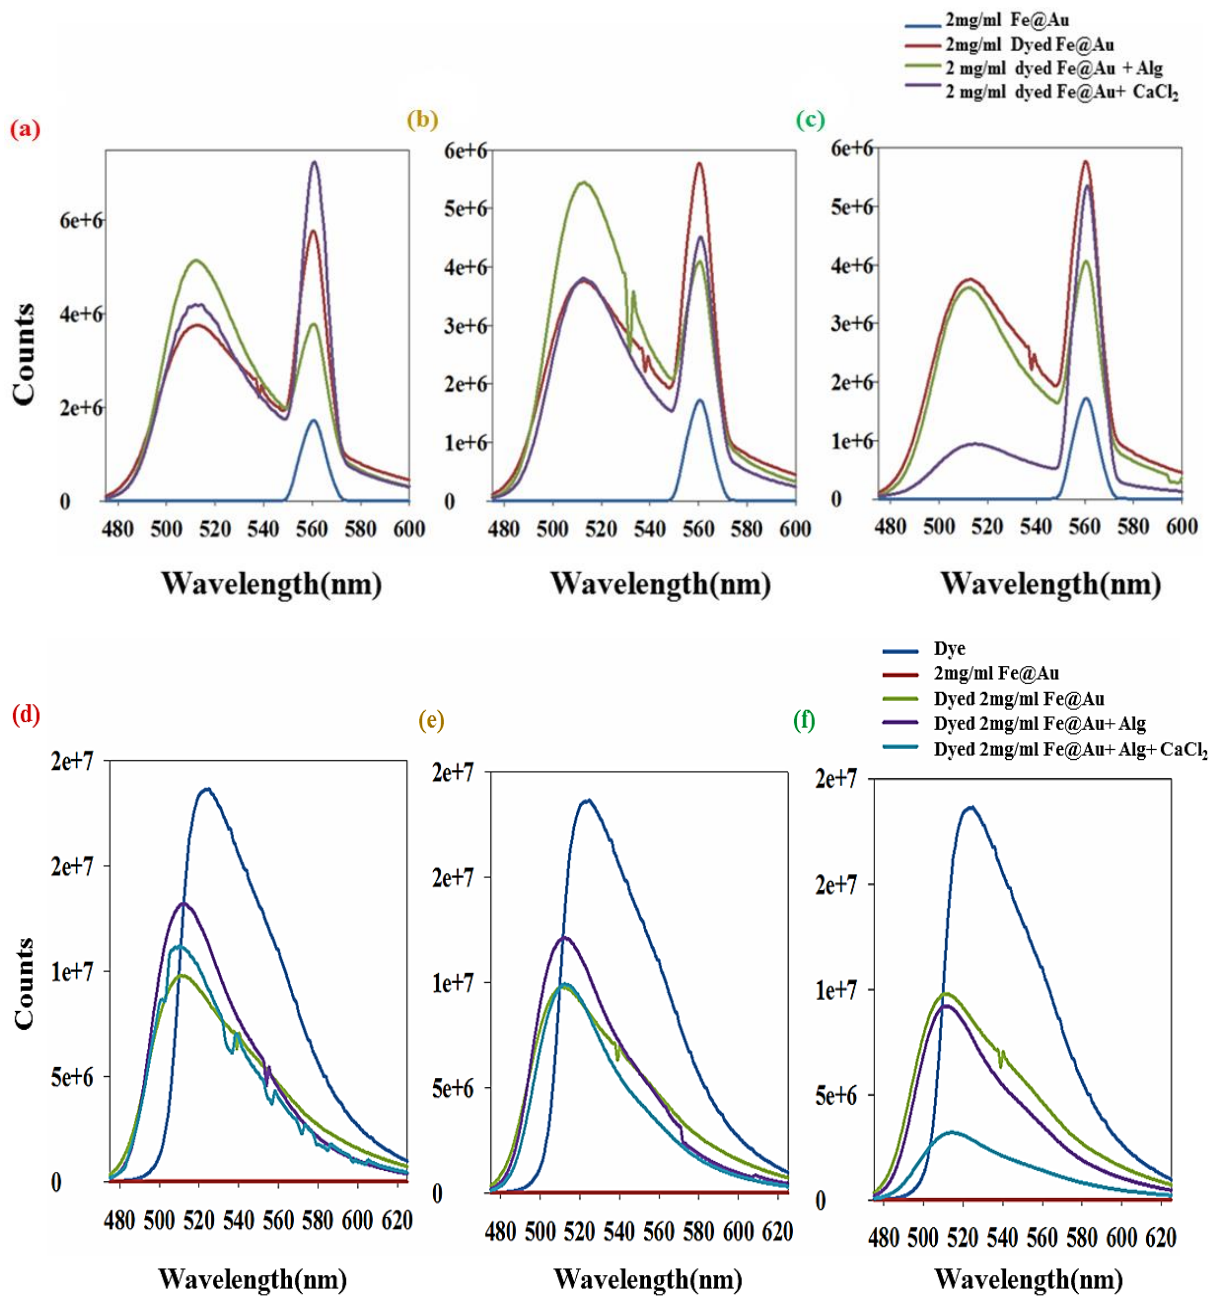 2mg/ml Fe@Au
2mg/ml Dyed Fe@Au
2 mg/ml dyed Fe@Au + Alg
2 mg/ml dyed Fe@Au+ CaCl₂
(a)
(b)
(c)
6e+6
4e+6
2e+6
0
480 500 520 540 560 580 600
6e+6
5e+6
4e+6
3e+6
2e+6
1e+6
0
480 500 520 540 560 580 600
6e+6
5e+6
4e+6
3e+6
2e+6
1e+6
0
480 500 520 540 560 580 600
Counts
Wavelength(nm)
Wavelength(nm)
Wavelength(nm)
Dye
2mg/ml Fe@Au
Dyed 2mg/ml Fe@Au
Dyed 2mg/ml Fe@Au+ Alg
Dyed 2mg/ml Fe@Au+ Alg+ CaCl₂
(d)
(e)
(f)
2e+7
2e+7
1e+7
5e+6
0
480 500 520 540 560 580 600 620
2e+7
2e+7
1e+7
5e+6
0
480 500 520 540 560 580 600 620
2e+7
2e+7
1e+7
5e+6
0
480 500 520 540 560 580 600 620
Counts
Wavelength(nm)
Wavelength(nm)
Wavelength(nm)